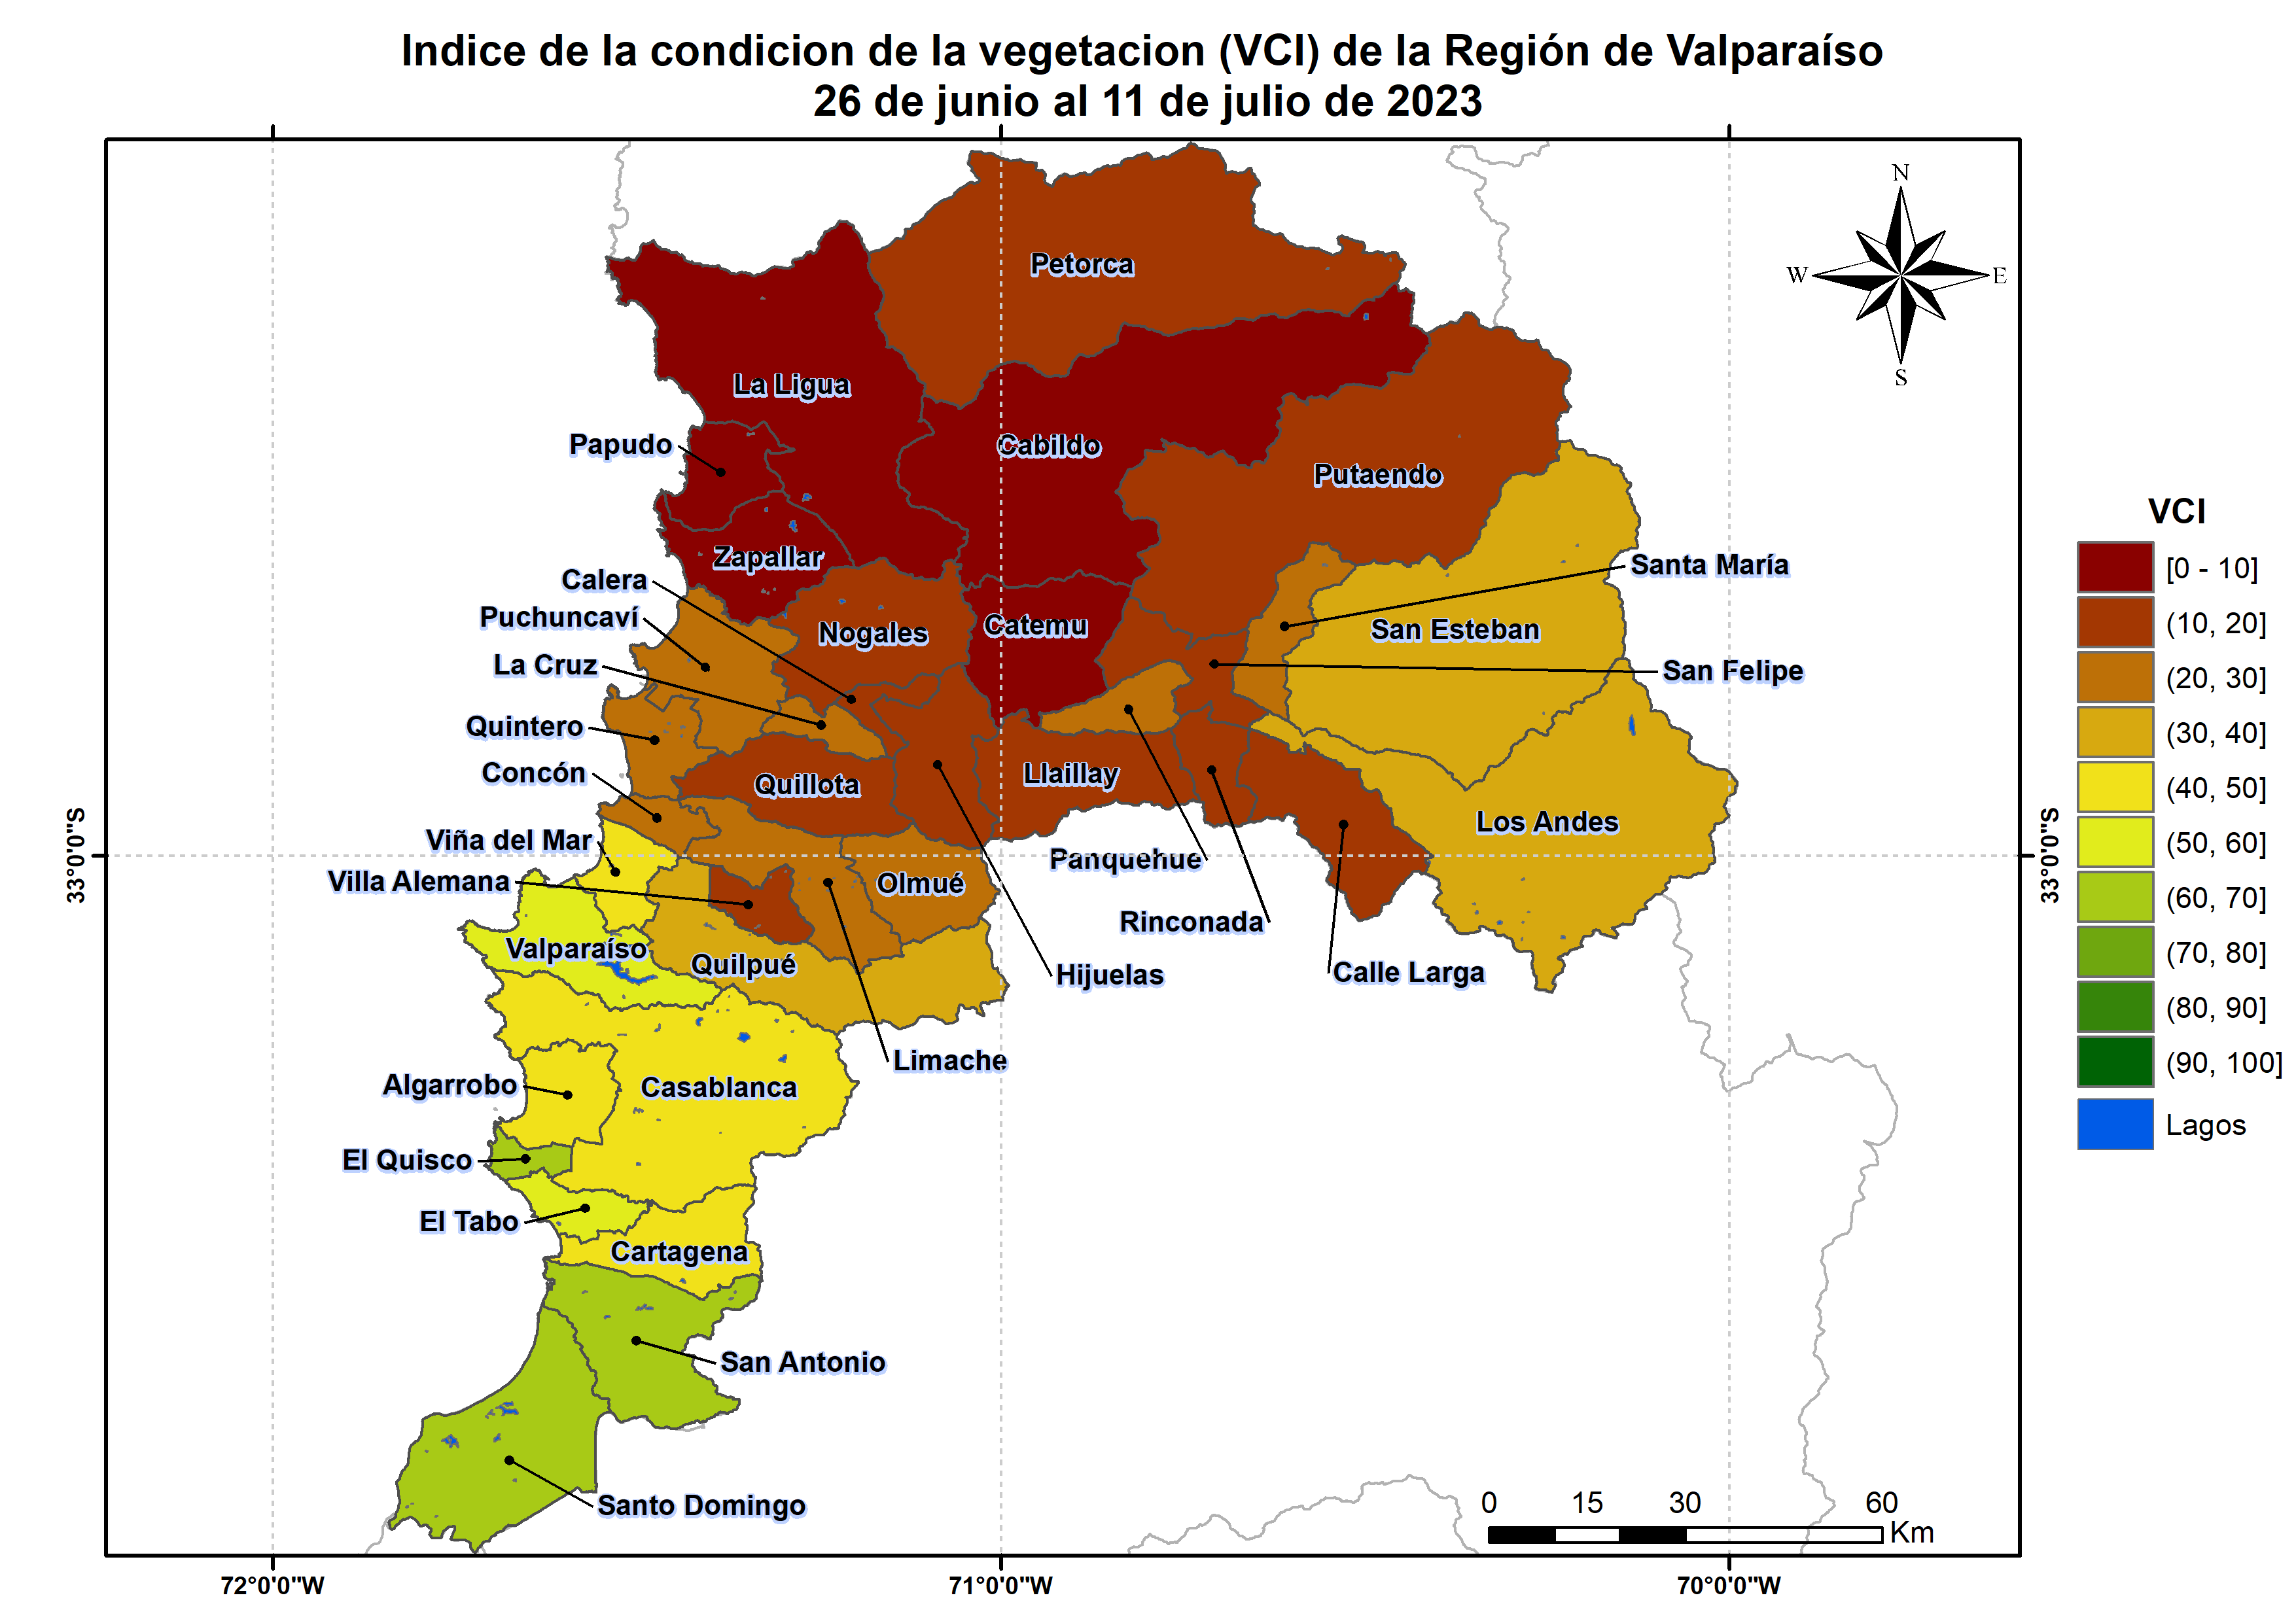 Indice de la condicion de la vegetacion (VCI) de la Región de Valparaíso
26 de junio al 11 de julio de 2023
N
W
E
S
Petorca
La Ligua
Papudo
Cabildo
Putaendo
Zapallar
Calera
Santa María
Puchuncaví
Nogales
Catemu
San Esteban
La Cruz
San Felipe
Quintero
Concón
Quillota
Llaillay
Los Andes
Viña del Mar
Panquehue
Villa Alemana
Olmué
Rinconada
Valparaíso
Quilpué
Hijuelas
Calle Larga
Limache
Algarrobo
Casablanca
El Quisco
El Tabo
Cartagena
San Antonio
Santo Domingo
VCI
[0 - 10]
(10, 20]
(20, 30]
(30, 40]
(40, 50]
(50, 60]
(60, 70]
(70, 80]
(80, 90]
(90, 100]
Lagos
0 15 30 60
Km
33°0'0"S
33°0'0"S
72°0'0"W
71°0'0"W
70°0'0"W